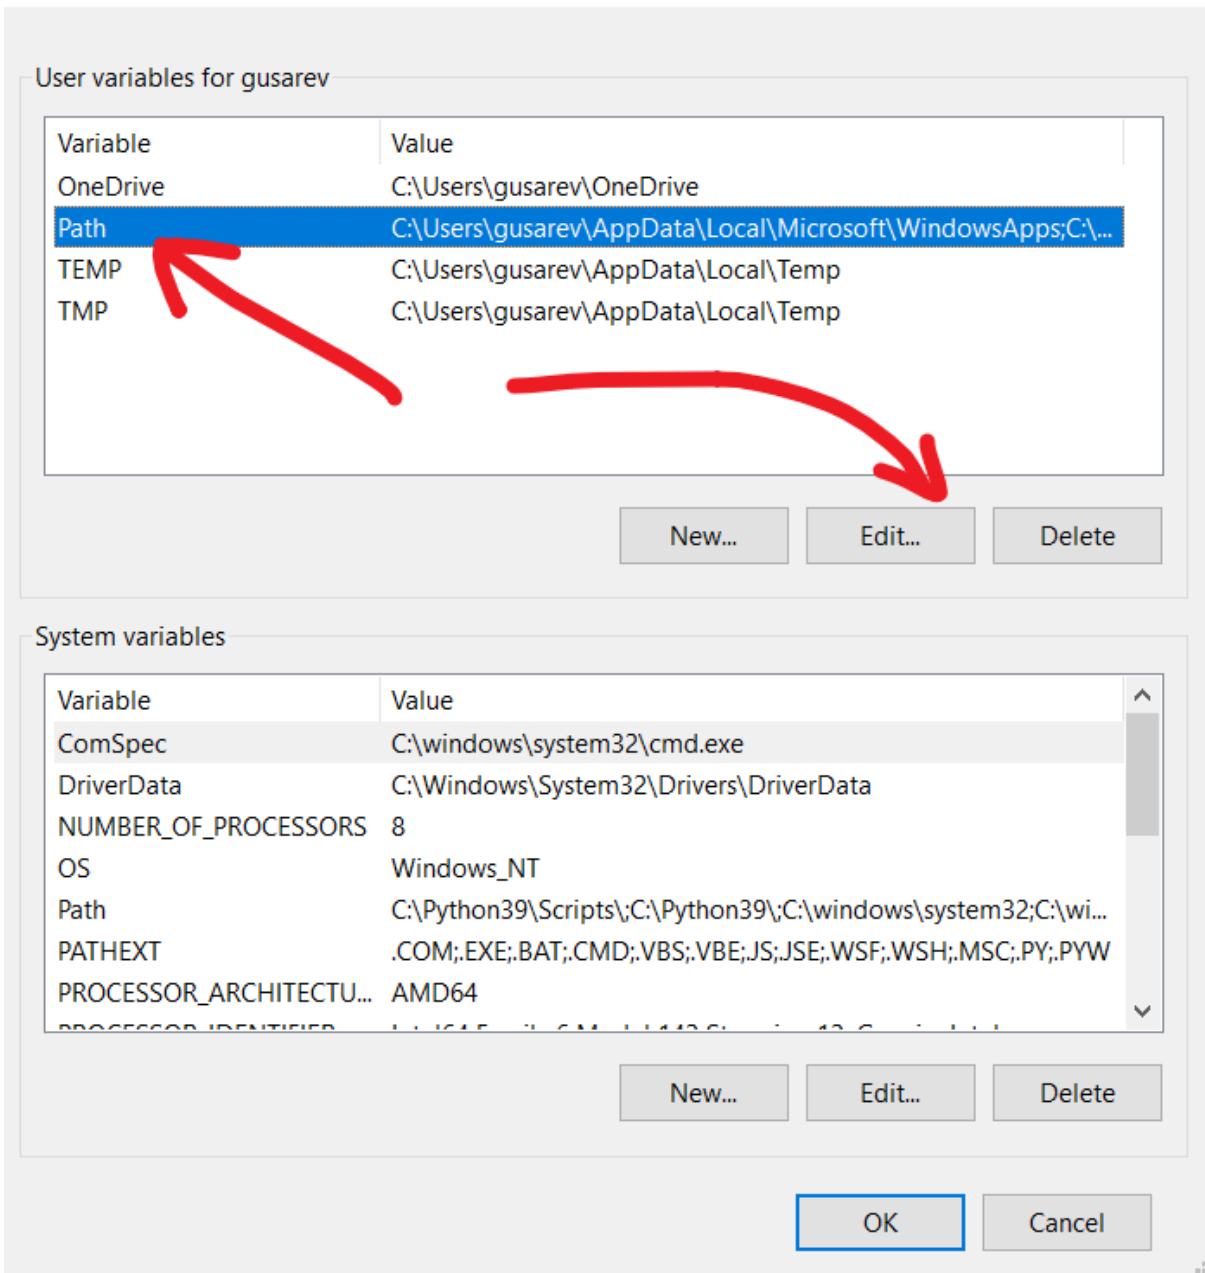 User variables for gusarev
Variable Value
OneDrive C:\Users\gusarev\OneDrive
Path C:\Users\gusarev\AppData\Local\Microsoft\WindowsApps;C:\...
TEMP C:\Users\gusarev\AppData\Local\Temp
TMP C:\Users\gusarev\AppData\Local\Temp
New... Edit... Delete
System variables
Variable Value
ComSpec C:\windows\system32\cmd.exe
DriverData C:\Windows\System32\Drivers\DriverData
NUMBER_OF_PROCESSORS 8
OS Windows_NT
Path C:\Python39\Scripts\;C:\Python39\;C:\windows\system32;C:\wi...
PATHEXT .COM;.EXE;.BAT;.CMD;.VBS;.VBE;.JS;.JSE;.WSF;.WSH;.MSC;.PY;.PYW
PROCESSOR_ARCHITECTU... AMD64
New... Edit... Delete
OK Cancel